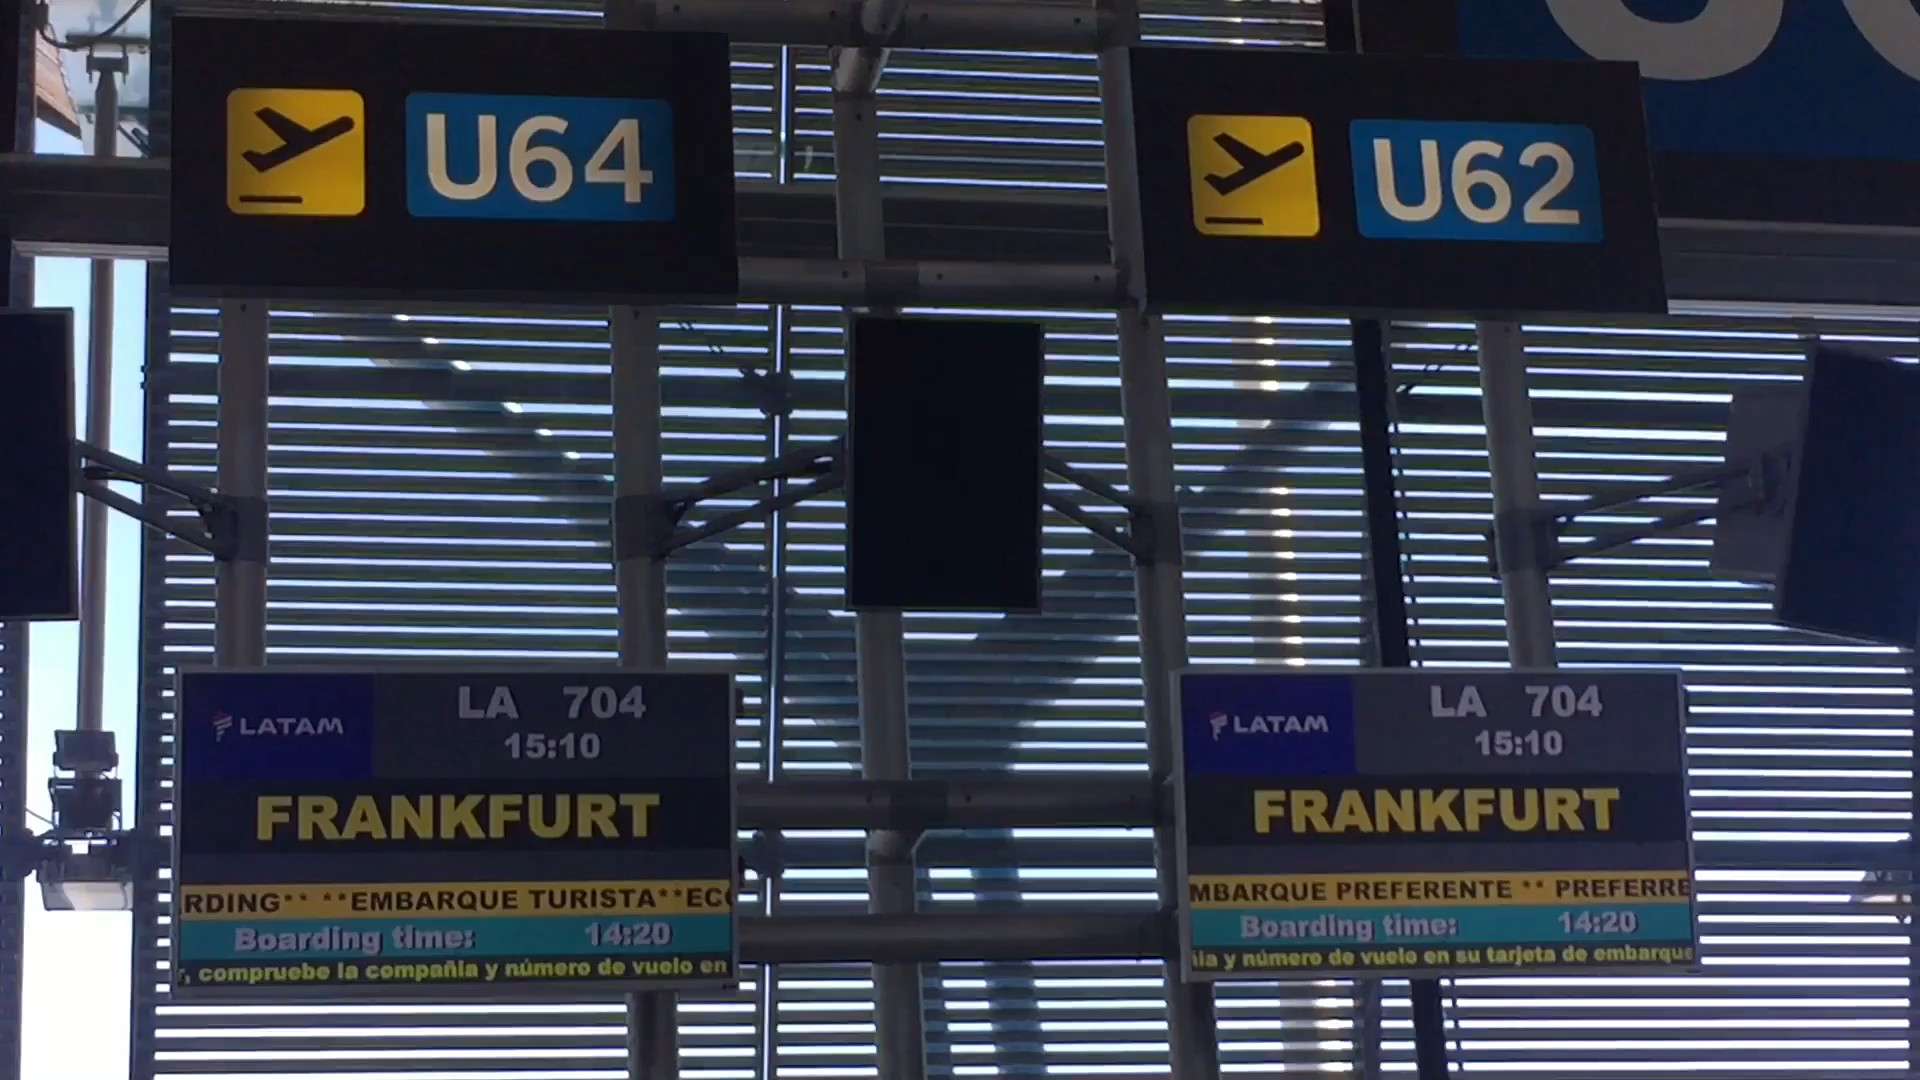 U64
U62
LATAM
LA 704
15:10
FRANKFURT
RDING** **EMBARQUE TURISTA**EC
Boarding time: 14:20
, compruebe la compañia y número de vuelo en
LATAM
LA 704
15:10
FRANKFURT
MBARQUE PREFERENTE ** PREFERRE
Boarding time: 14:20
ia y número de vuelo en su tarjeta de embarque